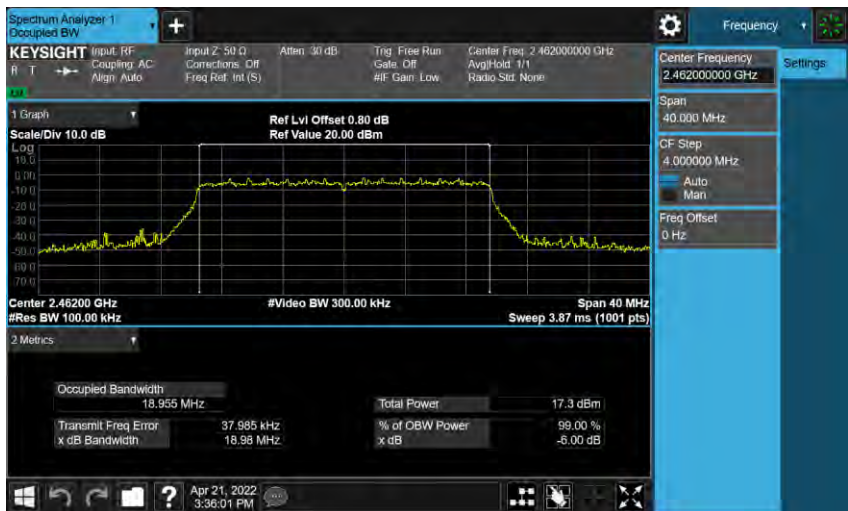 Spectrum Analyzer 1
Occupied BW
+
Frequency
KEYSIGHT
R T
Input: RF
Coupling: AC
Align: Auto
Input Z: 50 Ω
Corrections: Off
Freq Ref: Int (S)
Atten: 30 dB
Trig: Free Run
Gate: Off
#IF Gain: Low
Center Freq: 2.462000000 GHz
Avg|Hold: 1/1
Radio Std: None
Center Frequency
2.462000000 GHz
Settings
Span
40.000 MHz
CF Step
4.000000 MHz
Auto
Man
Freq Offset
0 Hz
1 Graph
Scale/Div 10.0 dB
Ref Lvl Offset 0.80 dB
Ref Value 20.00 dBm
Log
10.0
0.00
-10.0
-20.0
-30.0
-40.0
-50.0
-60.0
-70.0
Center 2.46200 GHz
#Video BW 300.00 kHz
Span 40 MHz
#Res BW 100.00 kHz
Sweep 3.87 ms (1001 pts)
2 Metrics
Occupied Bandwidth
18.955 MHz
Total Power 17.3 dBm
Transmit Freq Error 37.985 kHz
% of OBW Power 99.00 %
x dB Bandwidth 18.98 MHz
x dB -6.00 dB
?
Apr 21, 2022
3:36:01 PM